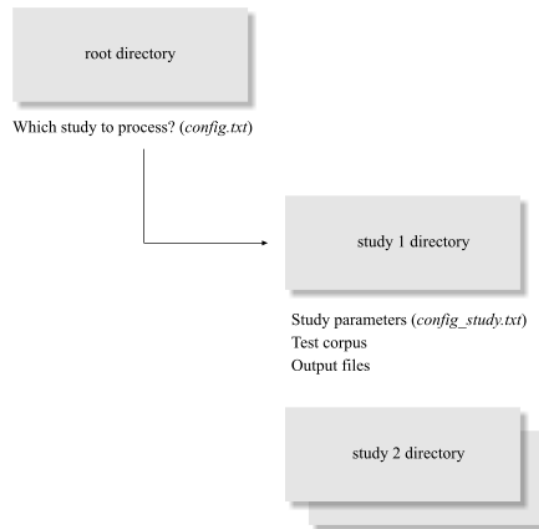 root directory
Which study to process? (config.txt)
study 1 directory
Study parameters (config_study.txt)
Test corpus
Output files
study 2 directory